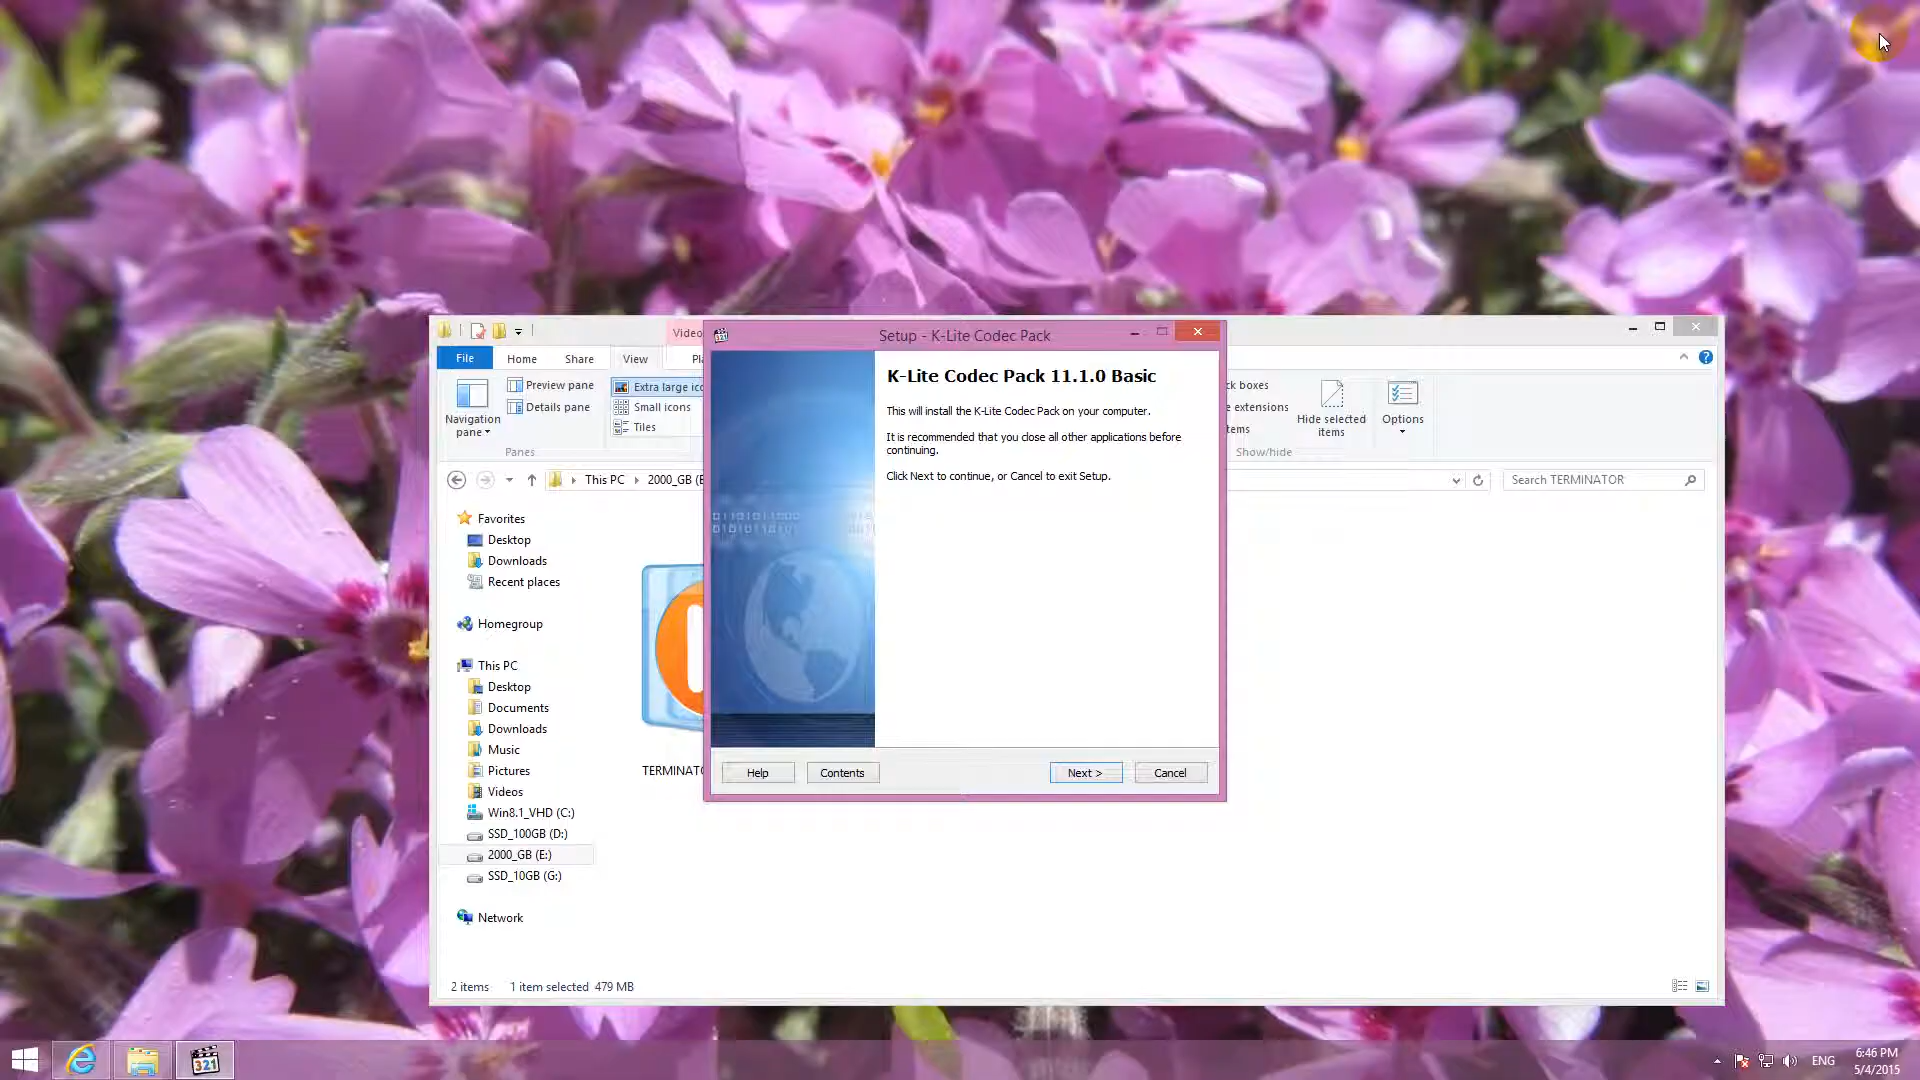 Video
Setup - K-Lite Codec Pack
File
Home
Share
View
Preview pane
Details pane
Navigation
pane
Panes
Extra large
Small icons
Tiles
Hide selected
items
Options
Show/hide
This PC
2000_GB (E
Search TERMINATOR
Favorites
Desktop
Downloads
Recent places
Homegroup
This PC
Desktop
Documents
Downloads
Music
Pictures
Videos
Win8.1_VHD (C:)
SSD_100GB (D:)
2000_GB (E:)
SSD_10GB (G:)
Network
K-Lite Codec Pack 11.1.0 Basic
This will install the K-Lite Codec Pack on your computer.
It is recommended that you close all other applications before
continuing.
Click Next to continue, or Cancel to exit Setup.
Help
Contents
Next >
Cancel
2 items
1 item selected 479 MB
321
ENG
6:46 PM
5/4/2015